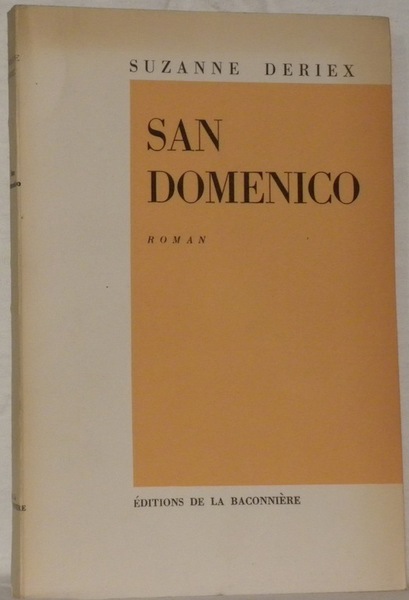 SUZANNE DERIEX
SAN
DOMENICO
ROMAN
ÉDITIONS DE LA BACONNIÈRE